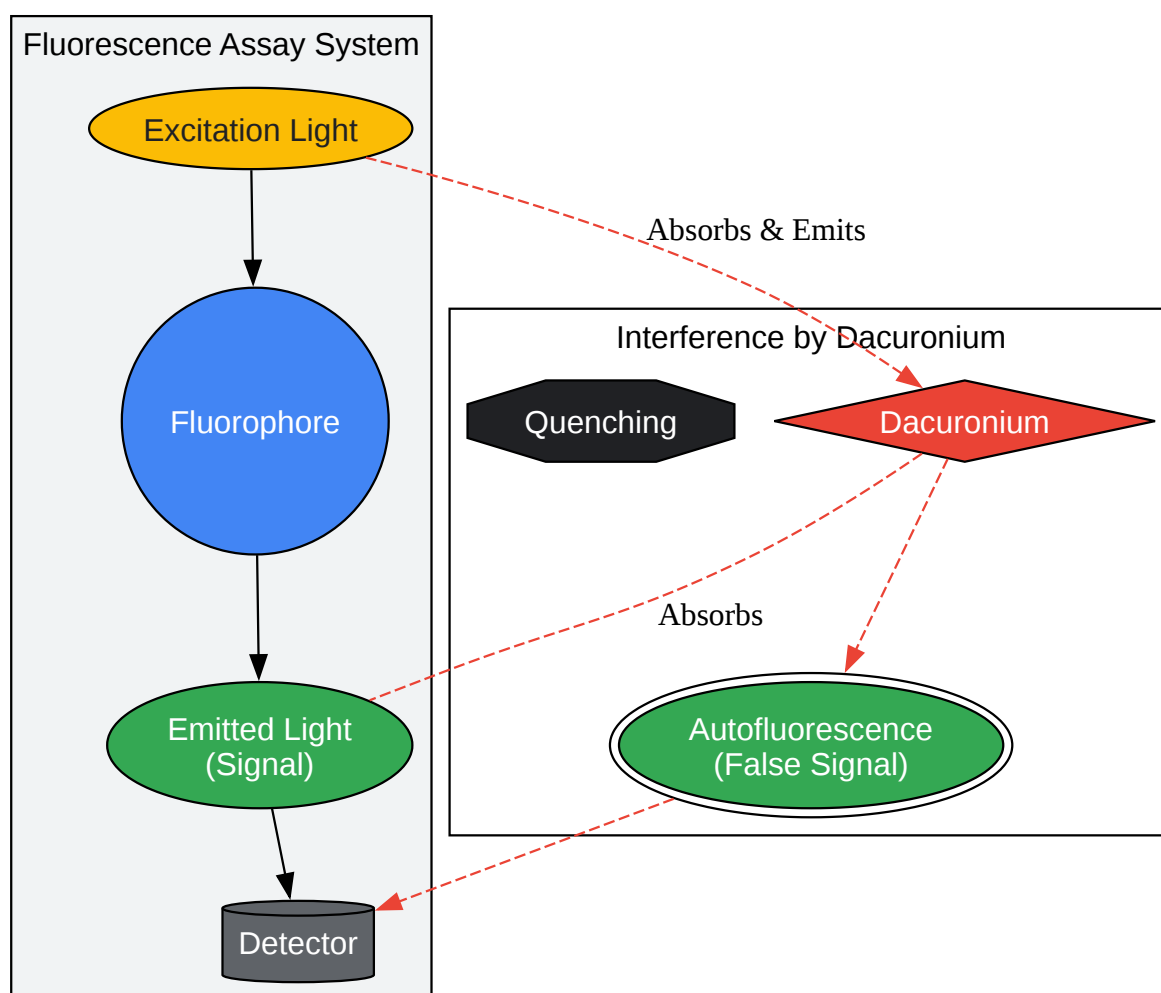 Fluorescence Assay System
Excitation Light
Absorbs & Emits
Interference by Dacuronium
Fluorophore
Quenching
Dacuronium
Absorbs
Emitted Light
(Signal)
Autofluorescence
(False Signal)
Detector